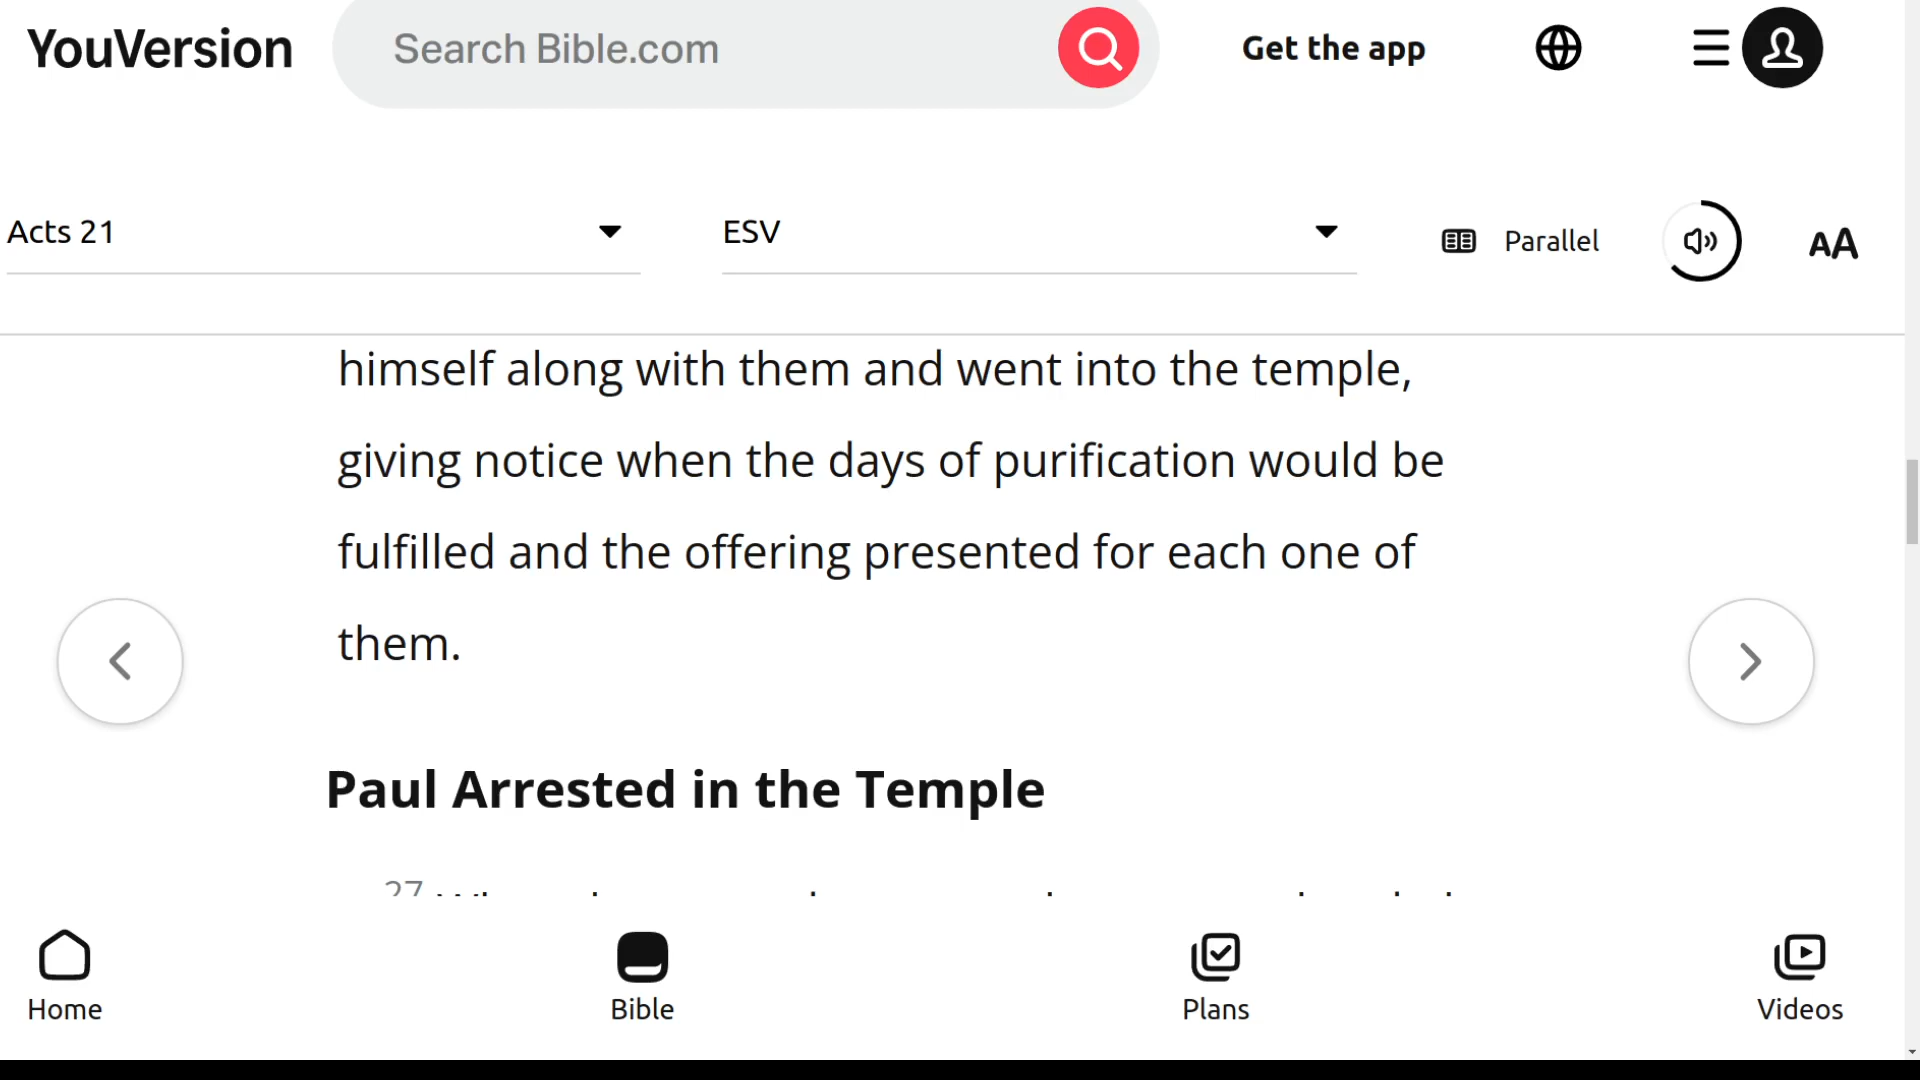 YouVersion
Search Bible.com
Get the app
Acts 21
ESV
Parallel
AA
himself along with them and went into the temple,
giving notice when the days of purification would be
fulfilled and the offering presented for each one of
them.
Paul Arrested in the Temple
27
Home
Bible
Plans
Videos